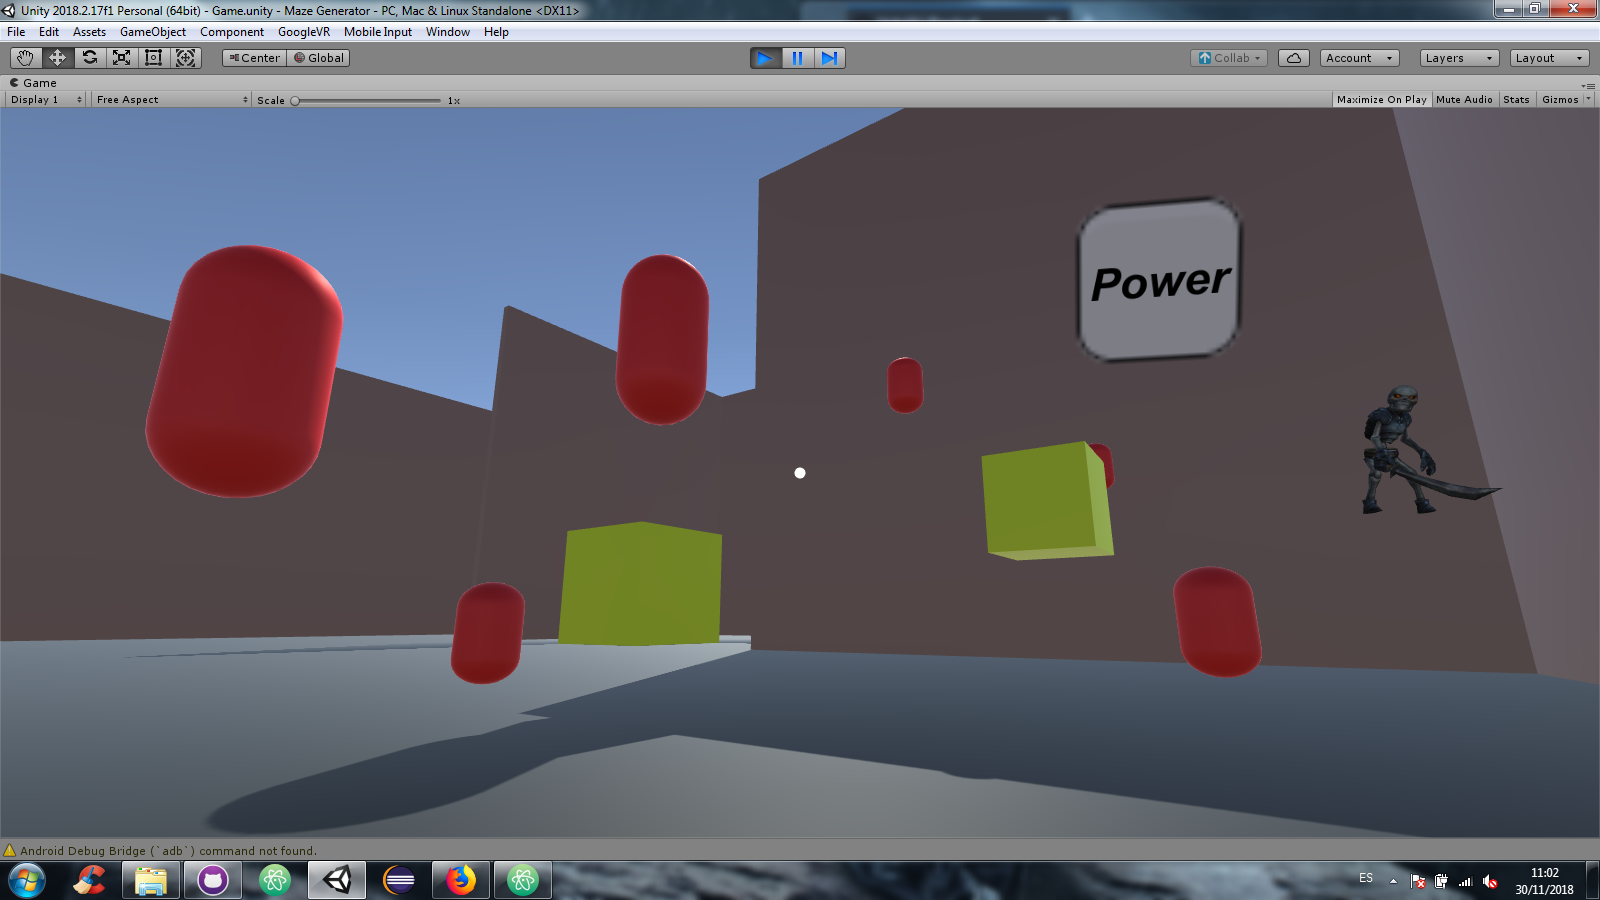 Unity 2018.2.17f1 Personal (64bit) - Game.unity - Maze Generator - PC, Mac & Linux Standalone <DX11>
File Edit Assets GameObject Component GoogleVR Mobile Input Window Help
Center Global Collab Account Layers Layout
Game
Display 1 Free Aspect Scale 1x Maximize On Play Mute Audio Stats Gizmos
Power
Android Debug Bridge (`adb`) command not found.
ES 11:02
30/11/2018